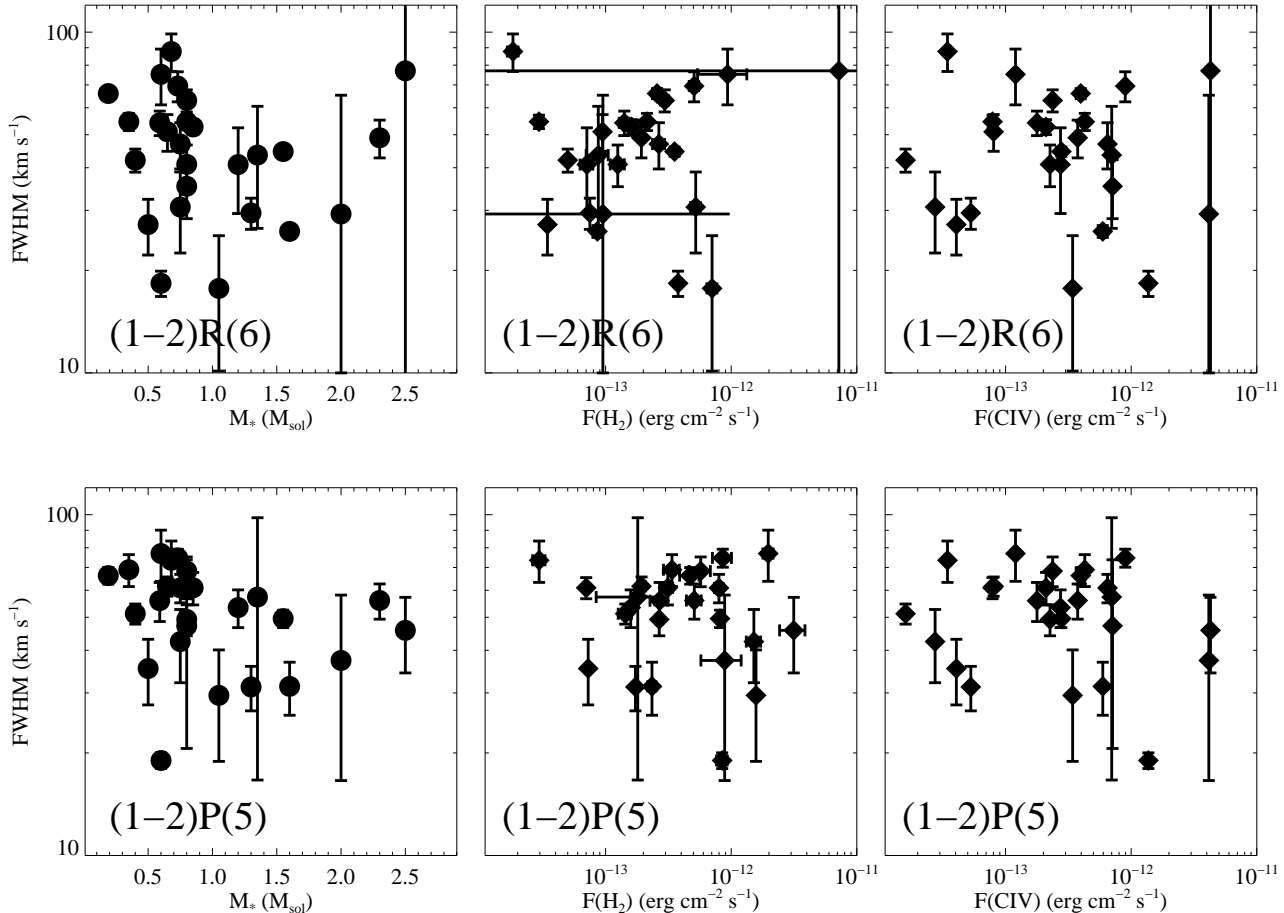 100
10
FWHM (km s⁻¹)
(1−2)R(6)
0.5 1.0 1.5 2.0 2.5
M* (Msol)
(1−2)R(6)
10⁻¹³ 10⁻¹² 10⁻¹¹
F(H₂) (erg cm⁻² s⁻¹)
(1−2)R(6)
10⁻¹³ 10⁻¹² 10⁻¹¹
F(CIV) (erg cm⁻² s⁻¹)
100
10
FWHM (km s⁻¹)
(1−2)P(5)
0.5 1.0 1.5 2.0 2.5
M* (Msol)
(1−2)P(5)
10⁻¹³ 10⁻¹² 10⁻¹¹
F(H₂) (erg cm⁻² s⁻¹)
(1−2)P(5)
10⁻¹³ 10⁻¹² 10⁻¹¹
F(CIV) (erg cm⁻² s⁻¹)